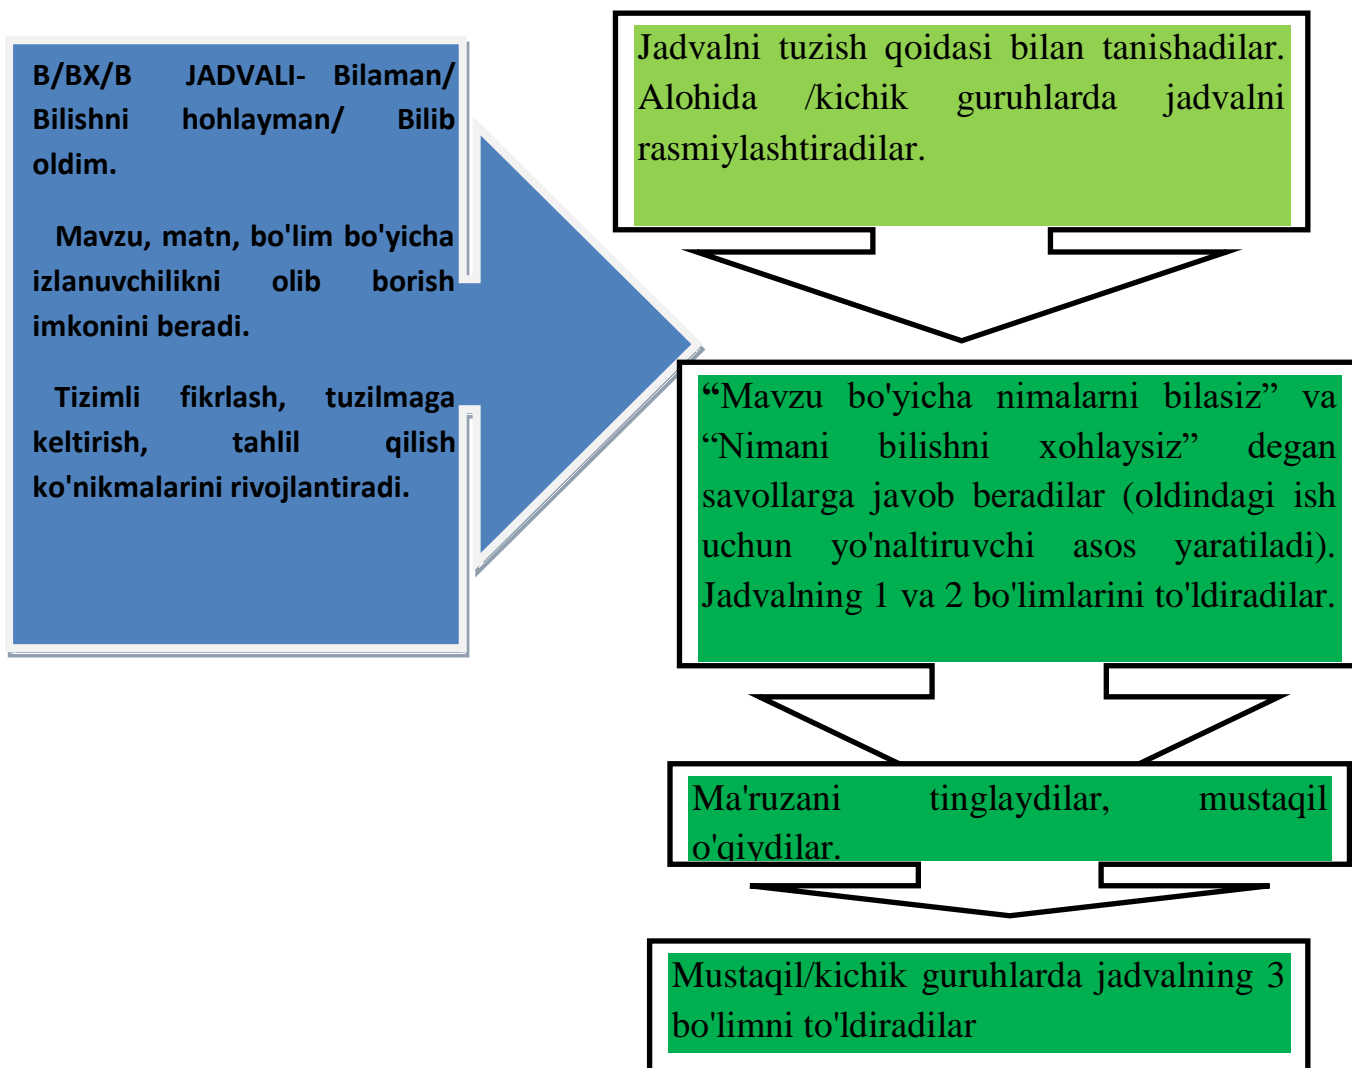 B/BX/B JADVALI- Bilaman/
Bilishni hohlayman/ Bilib
oldim.
Mavzu, matn, bo'lim bo'yicha
izlanuvchilikni olib borish
imkonini beradi.
Tizimli fikrlash, tuzilmaga
keltirish, tahlil qilish
ko'nikmalarini rivojlantiradi.
Jadvalni tuzish qoidasi bilan tanishadilar.
Alohida /kichik guruhlarda jadvalni
rasmiylashtiradilar.
“Mavzu bo'yicha nimalarni bilasiz” va
“Nimani bilishni xohlaysiz” degan
savollarga javob beradilar (oldindagi ish
uchun yo'naltiruvchi asos yaratiladi).
Jadvalning 1 va 2 bo'limlarini to'ldiradilar.
Ma'ruzani tinglaydilar, mustaqil
o'qiydilar.
Mustaqil/kichik guruhlarda jadvalning 3
bo'limni to'ldiradilar